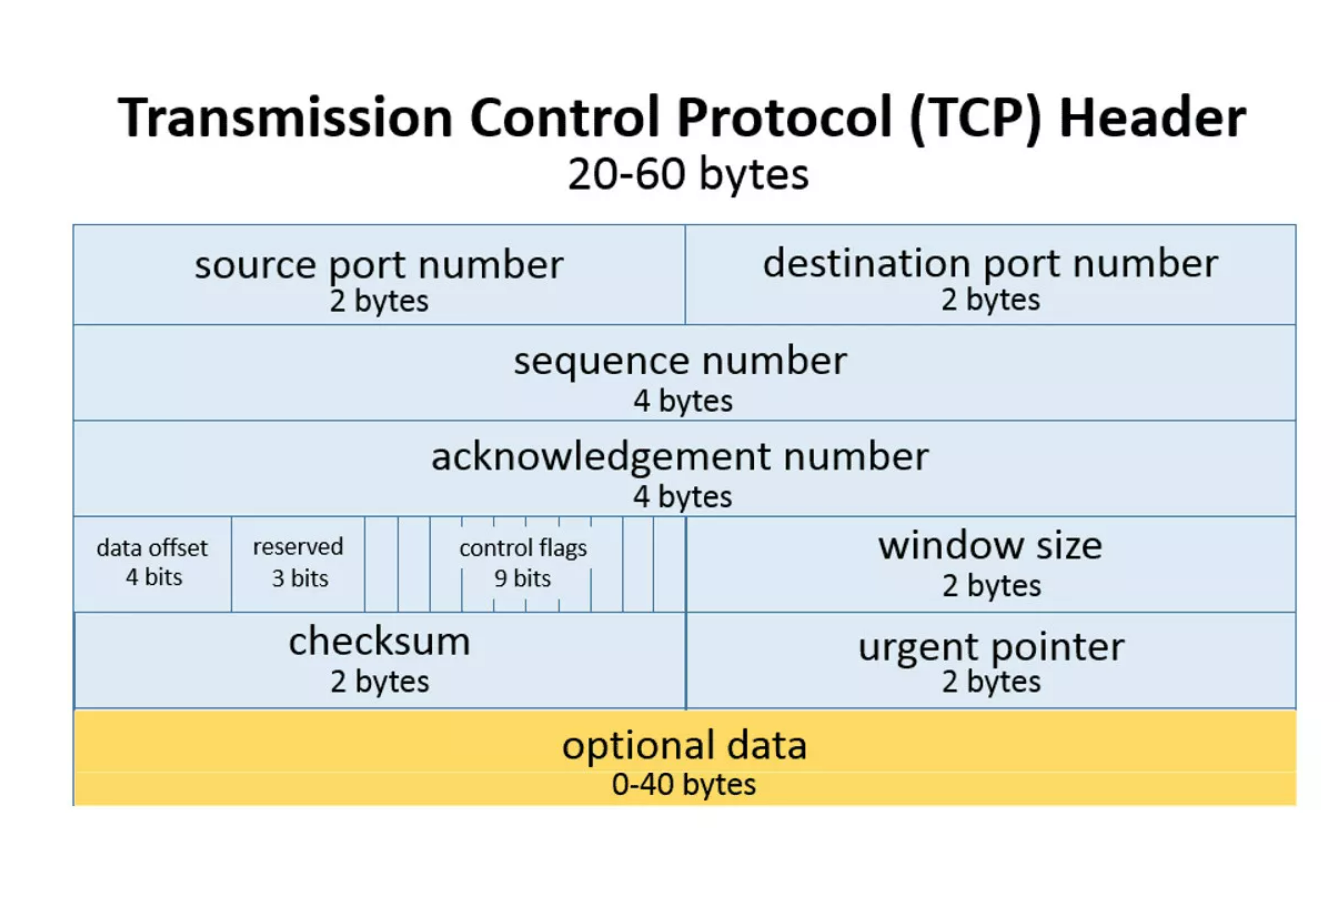 Transmission Control Protocol (TCP) Header
20-60 bytes
source port number
2 bytes
destination port number
2 bytes
sequence number
4 bytes
acknowledgement number
4 bytes
data offset
4 bits
reserved
3 bits
control flags
9 bits
window size
2 bytes
checksum
2 bytes
urgent pointer
2 bytes
optional data
0-40 bytes